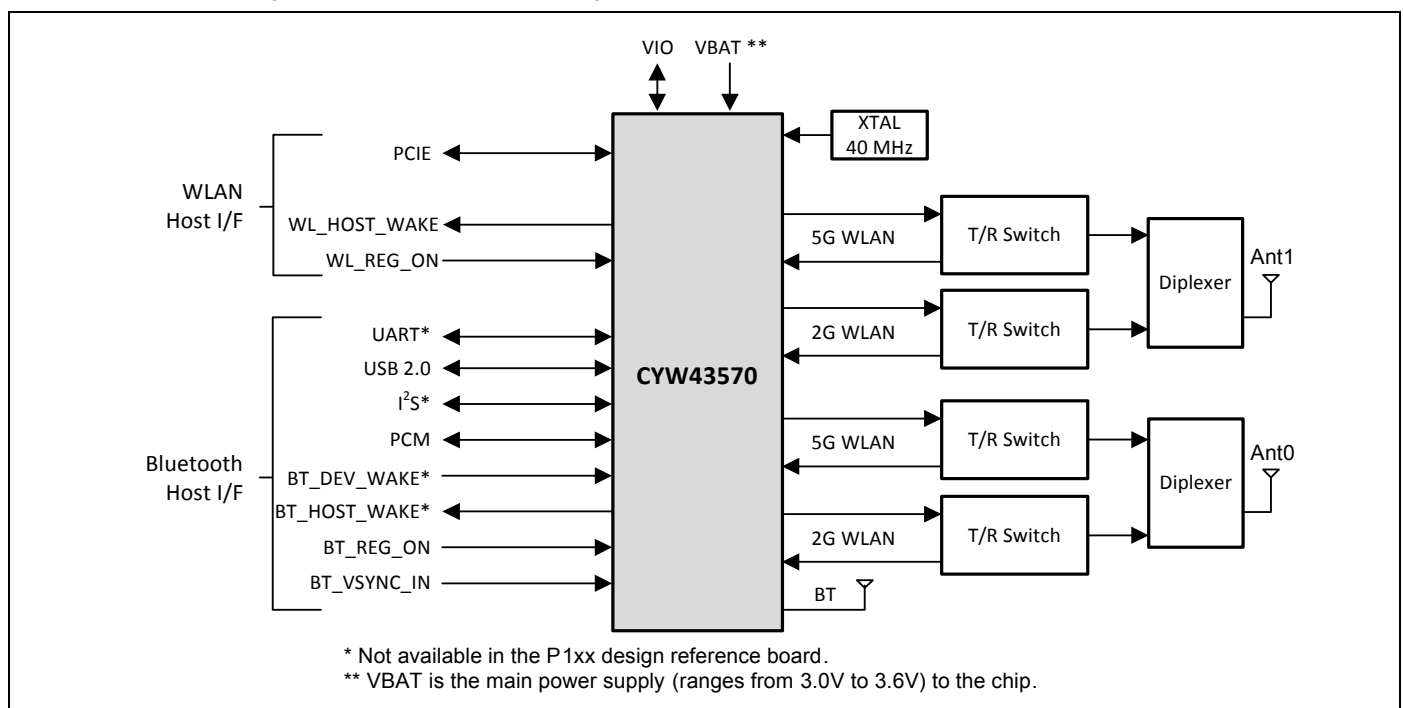 VIO
VBAT **
XTAL
40 MHz
WLAN
Host I/F
PCIE
WL_HOST_WAKE
WL_REG_ON
Bluetooth
Host I/F
UART*
USB 2.0
I²S*
PCM
BT_DEV_WAKE*
BT_HOST_WAKE*
BT_REG_ON
BT_VSYNC_IN
CYW43570
5G WLAN
T/R Switch
2G WLAN
T/R Switch
Diplexer
Ant1
5G WLAN
T/R Switch
2G WLAN
T/R Switch
Diplexer
Ant0
BT
* Not available in the P1xx design reference board.
** VBAT is the main power supply (ranges from 3.0V to 3.6V) to the chip.